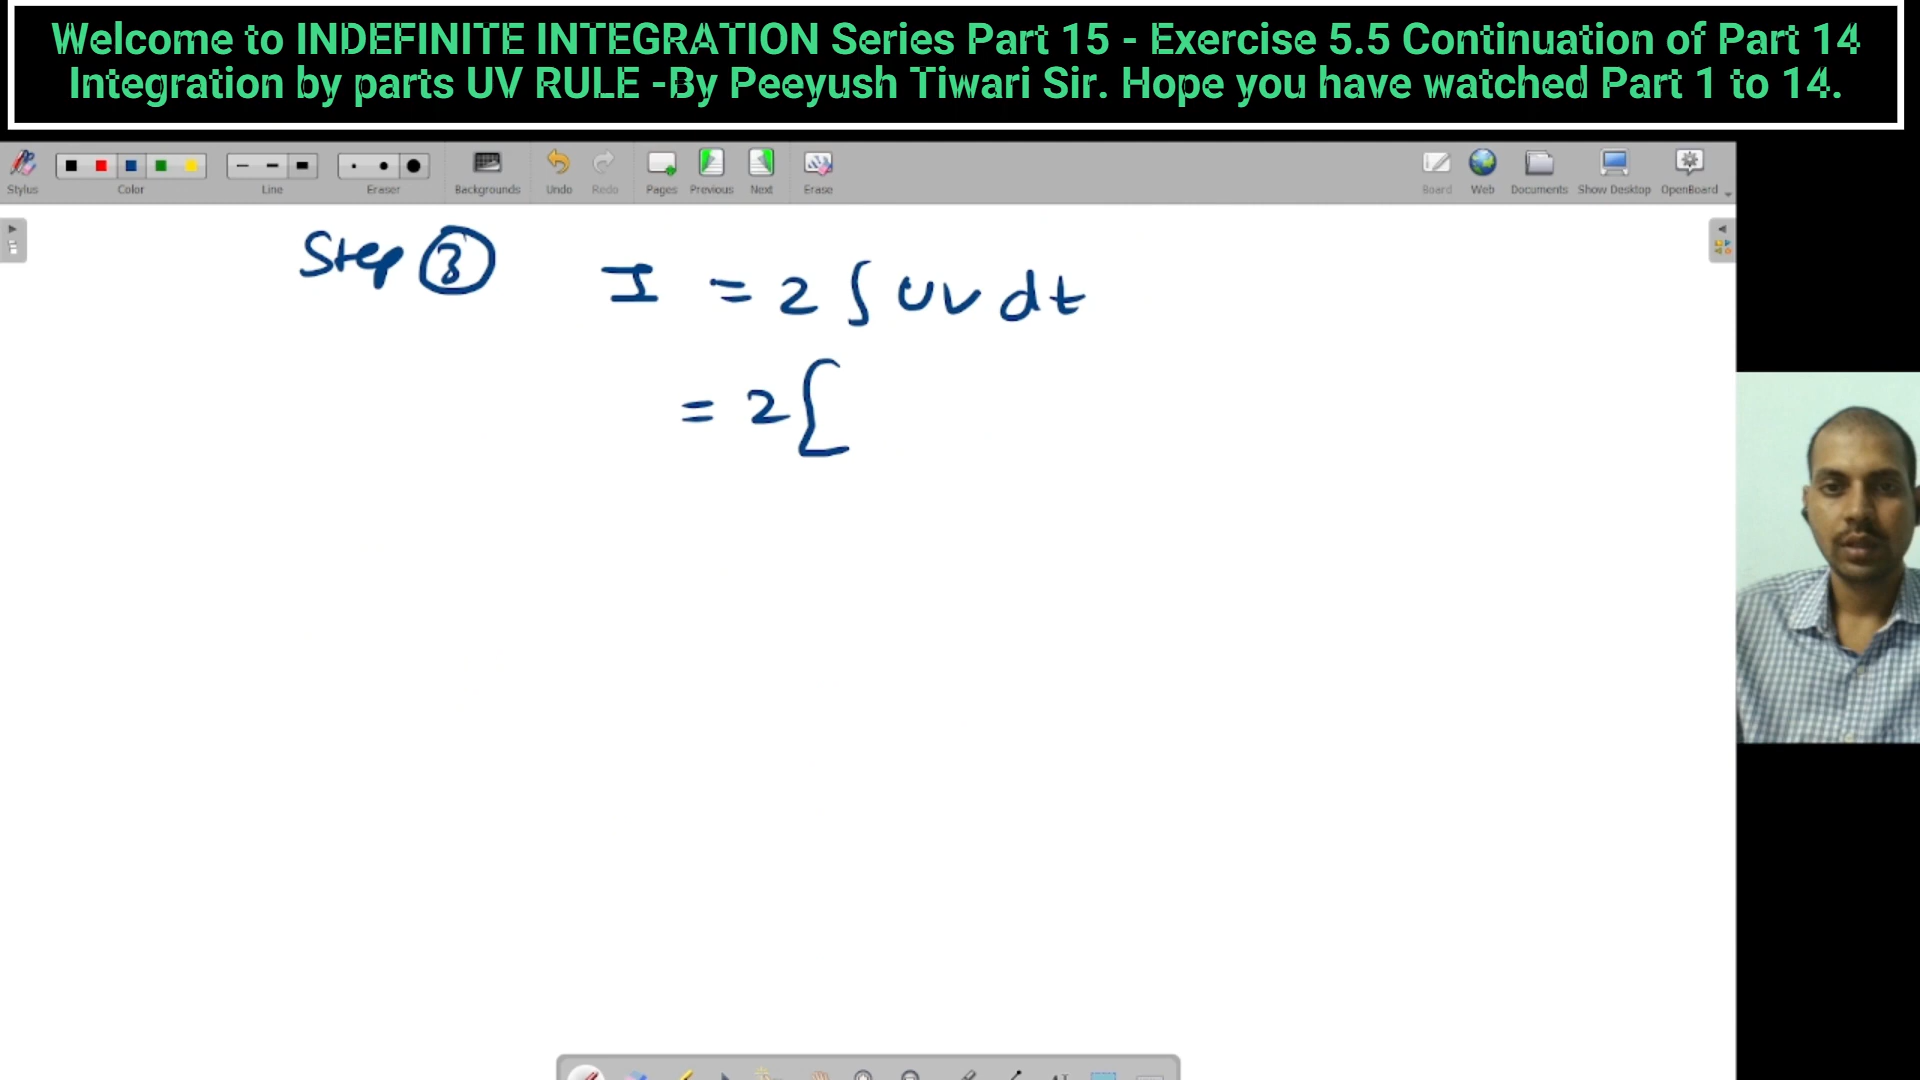 Welcome to INDEFINITE INTEGRATION Series Part 15 - Exercise 5.5 Continuation of Part 14
Integration by parts UV RULE -By Peeyush Tiwari Sir. Hope you have watched Part 1 to 14.
Stylus Color Line Eraser Backgrounds Undo Redo Pages Previous Next Erase Board Web Documents Show Desktop OpenBoard
Step ③ I = 2 ∫ UV dt
= 2 [